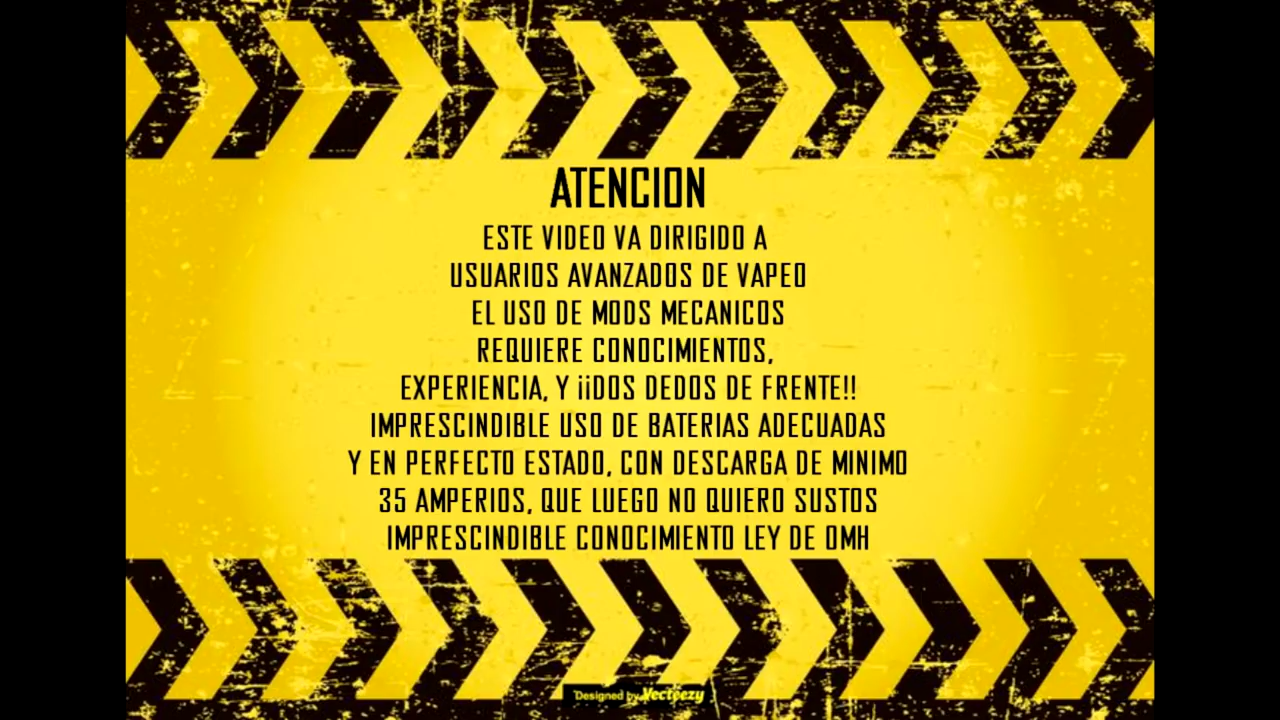 ATENCION
ESTE VIDEO VA DIRIGIDO A
USUARIOS AVANZADOS DE VAPEO
EL USO DE MODS MECANICOS
REQUIERE CONOCIMIENTOS,
EXPERIENCIA, Y ¡¡DOS DEDOS DE FRENTE!!
IMPRESCINDIBLE USO DE BATERIAS ADECUADAS
Y EN PERFECTO ESTADO, CON DESCARGA DE MINIMO
35 AMPERIOS, QUE LUEGO NO QUIERO SUSTOS
IMPRESCINDIBLE CONOCIMIENTO LEY DE OMH
Designed by Vecteezy